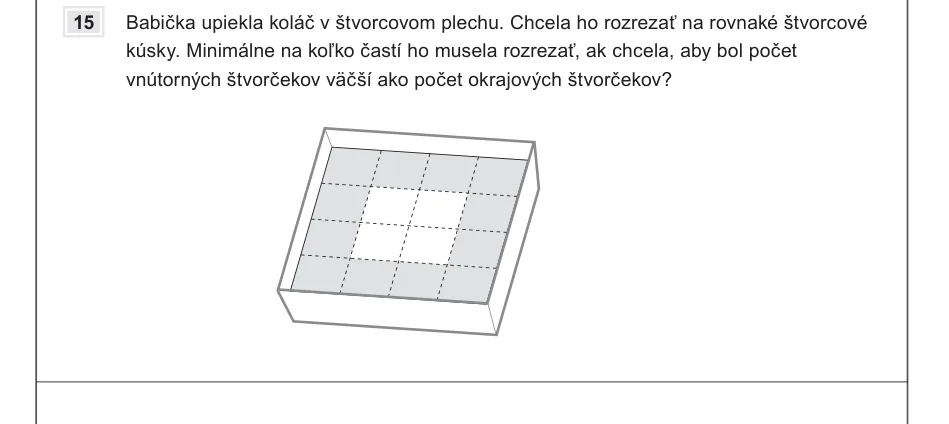 15 Babička upiekla koláč v štvorcovom plechu. Chcela ho rozrezať na rovnaké štvorcové
kúsky. Minimálne na koľko častí ho musela rozrezať, ak chcela, aby bol počet
vnútorných štvorčekov väčší ako počet okrajových štvorčekov?